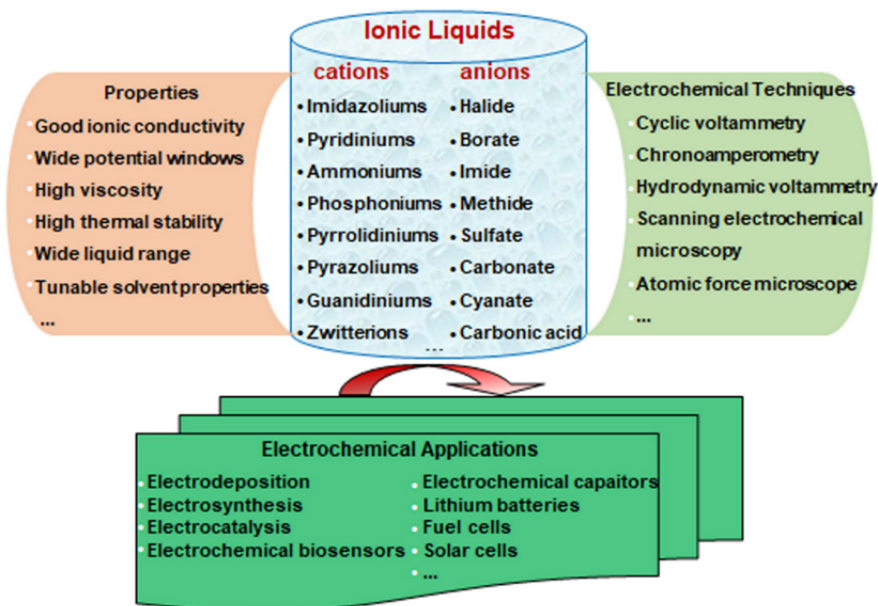 Ionic Liquids
cations
anions
•Imidazoliums
•Pyridiniums
•Ammoniums
•Phosphoniums
•Pyrrolidiniums
•Pyrazoliums
•Guanidiniums
•Zwitterions
•Halide
•Borate
•Imide
•Methide
•Sulfate
•Carbonate
•Cyanate
•Carbonic acid
...
Properties
•Good ionic conductivity
•Wide potential windows
•High viscosity
•High thermal stability
•Wide liquid range
•Tunable solvent properties
•...
Electrochemical Techniques
•Cyclic voltammetry
•Chronoamperometry
•Hydrodynamic voltammetry
•Scanning electrochemical
microscopy
•Atomic force microscope
•...
Electrochemical Applications
•Electrodeposition
•Electrosynthesis
•Electrocatalysis
•Electrochemical biosensors
•Electrochemical capaitors
•Lithium batteries
•Fuel cells
•Solar cells
•...